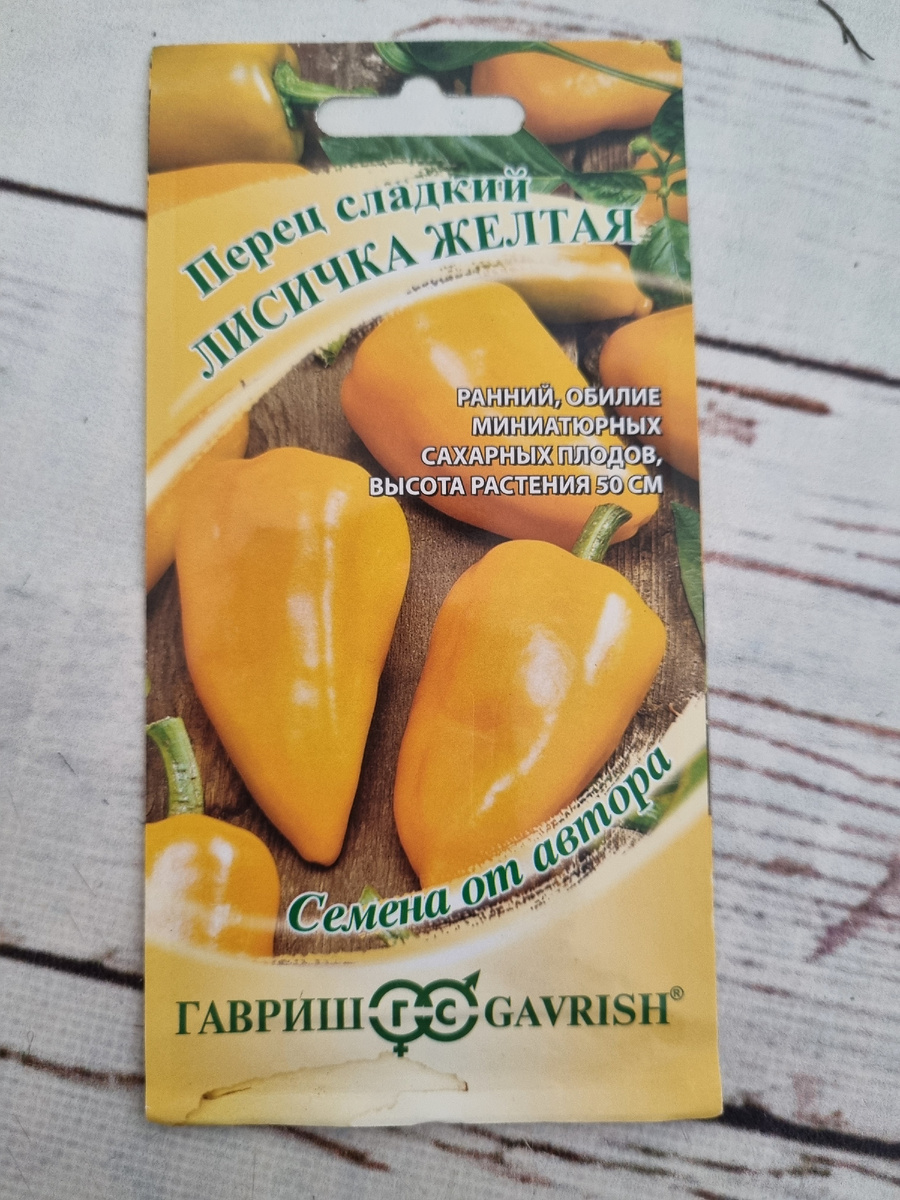 Перец сладкий
ЛИСИЧКА ЖЕЛТАЯ
РАННИЙ, ОБИЛИЕ
МИНИАТЮРНЫХ
САХАРНЫХ ПЛОДОВ,
ВЫСОТА РАСТЕНИЯ 50 СМ
Семена от автора
ГАВРИШ ГС GAVRISH®